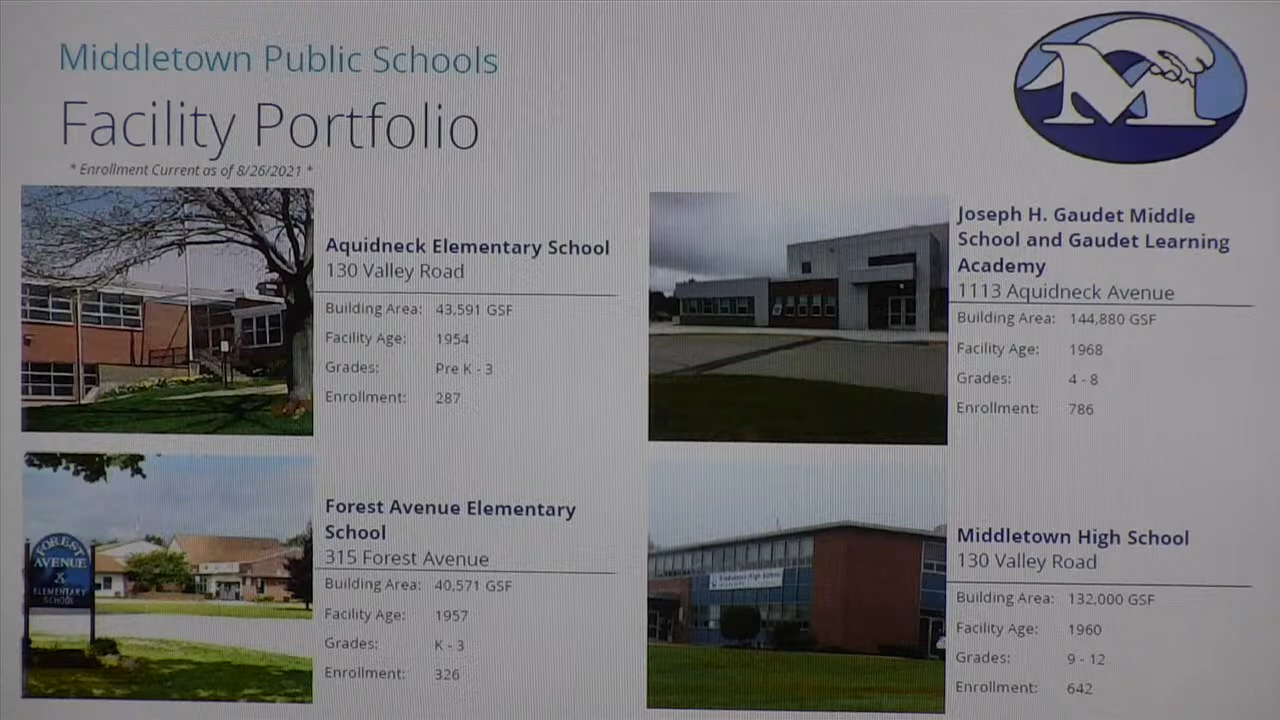 Middletown Public Schools
Facility Portfolio
* Enrollment Current as of 8/26/2021 *
Aquidneck Elementary School
130 Valley Road
Building Area: 43,591 GSF
Facility Age: 1954
Grades: Pre K - 3
Enrollment: 287
Forest Avenue Elementary
School
315 Forest Avenue
Building Area: 40,571 GSF
Facility Age: 1957
Grades: K - 3
Enrollment: 326
FOREST
AVENUE
ELEMENTARY
SCHOOL
M
Joseph H. Gaudet Middle
School and Gaudet Learning
Academy
1113 Aquidneck Avenue
Building Area: 144,880 GSF
Facility Age: 1968
Grades: 4 - 8
Enrollment: 786
Middletown High School
130 Valley Road
Building Area: 132,000 GSF
Facility Age: 1960
Grades: 9 - 12
Enrollment: 642
Middletown High School